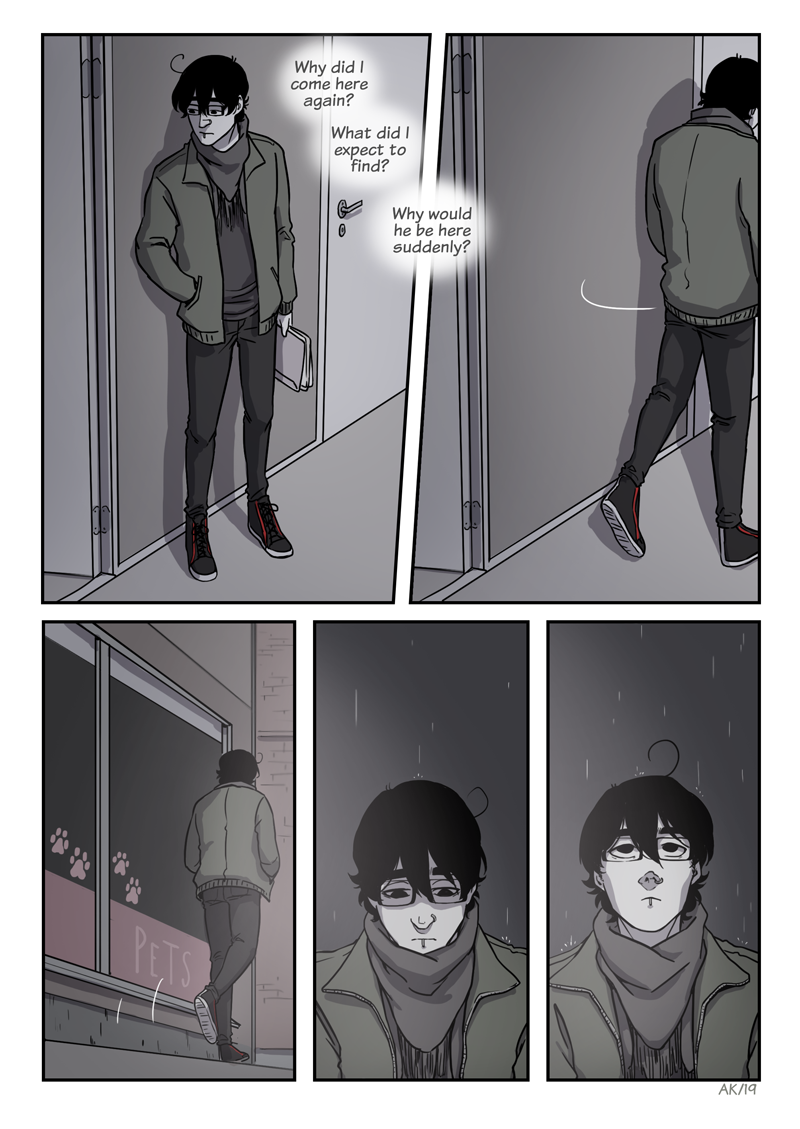 Why did I
come here
again?
What did I
expect to
find?
Why would
he be here
suddenly?
PETS
AK/19